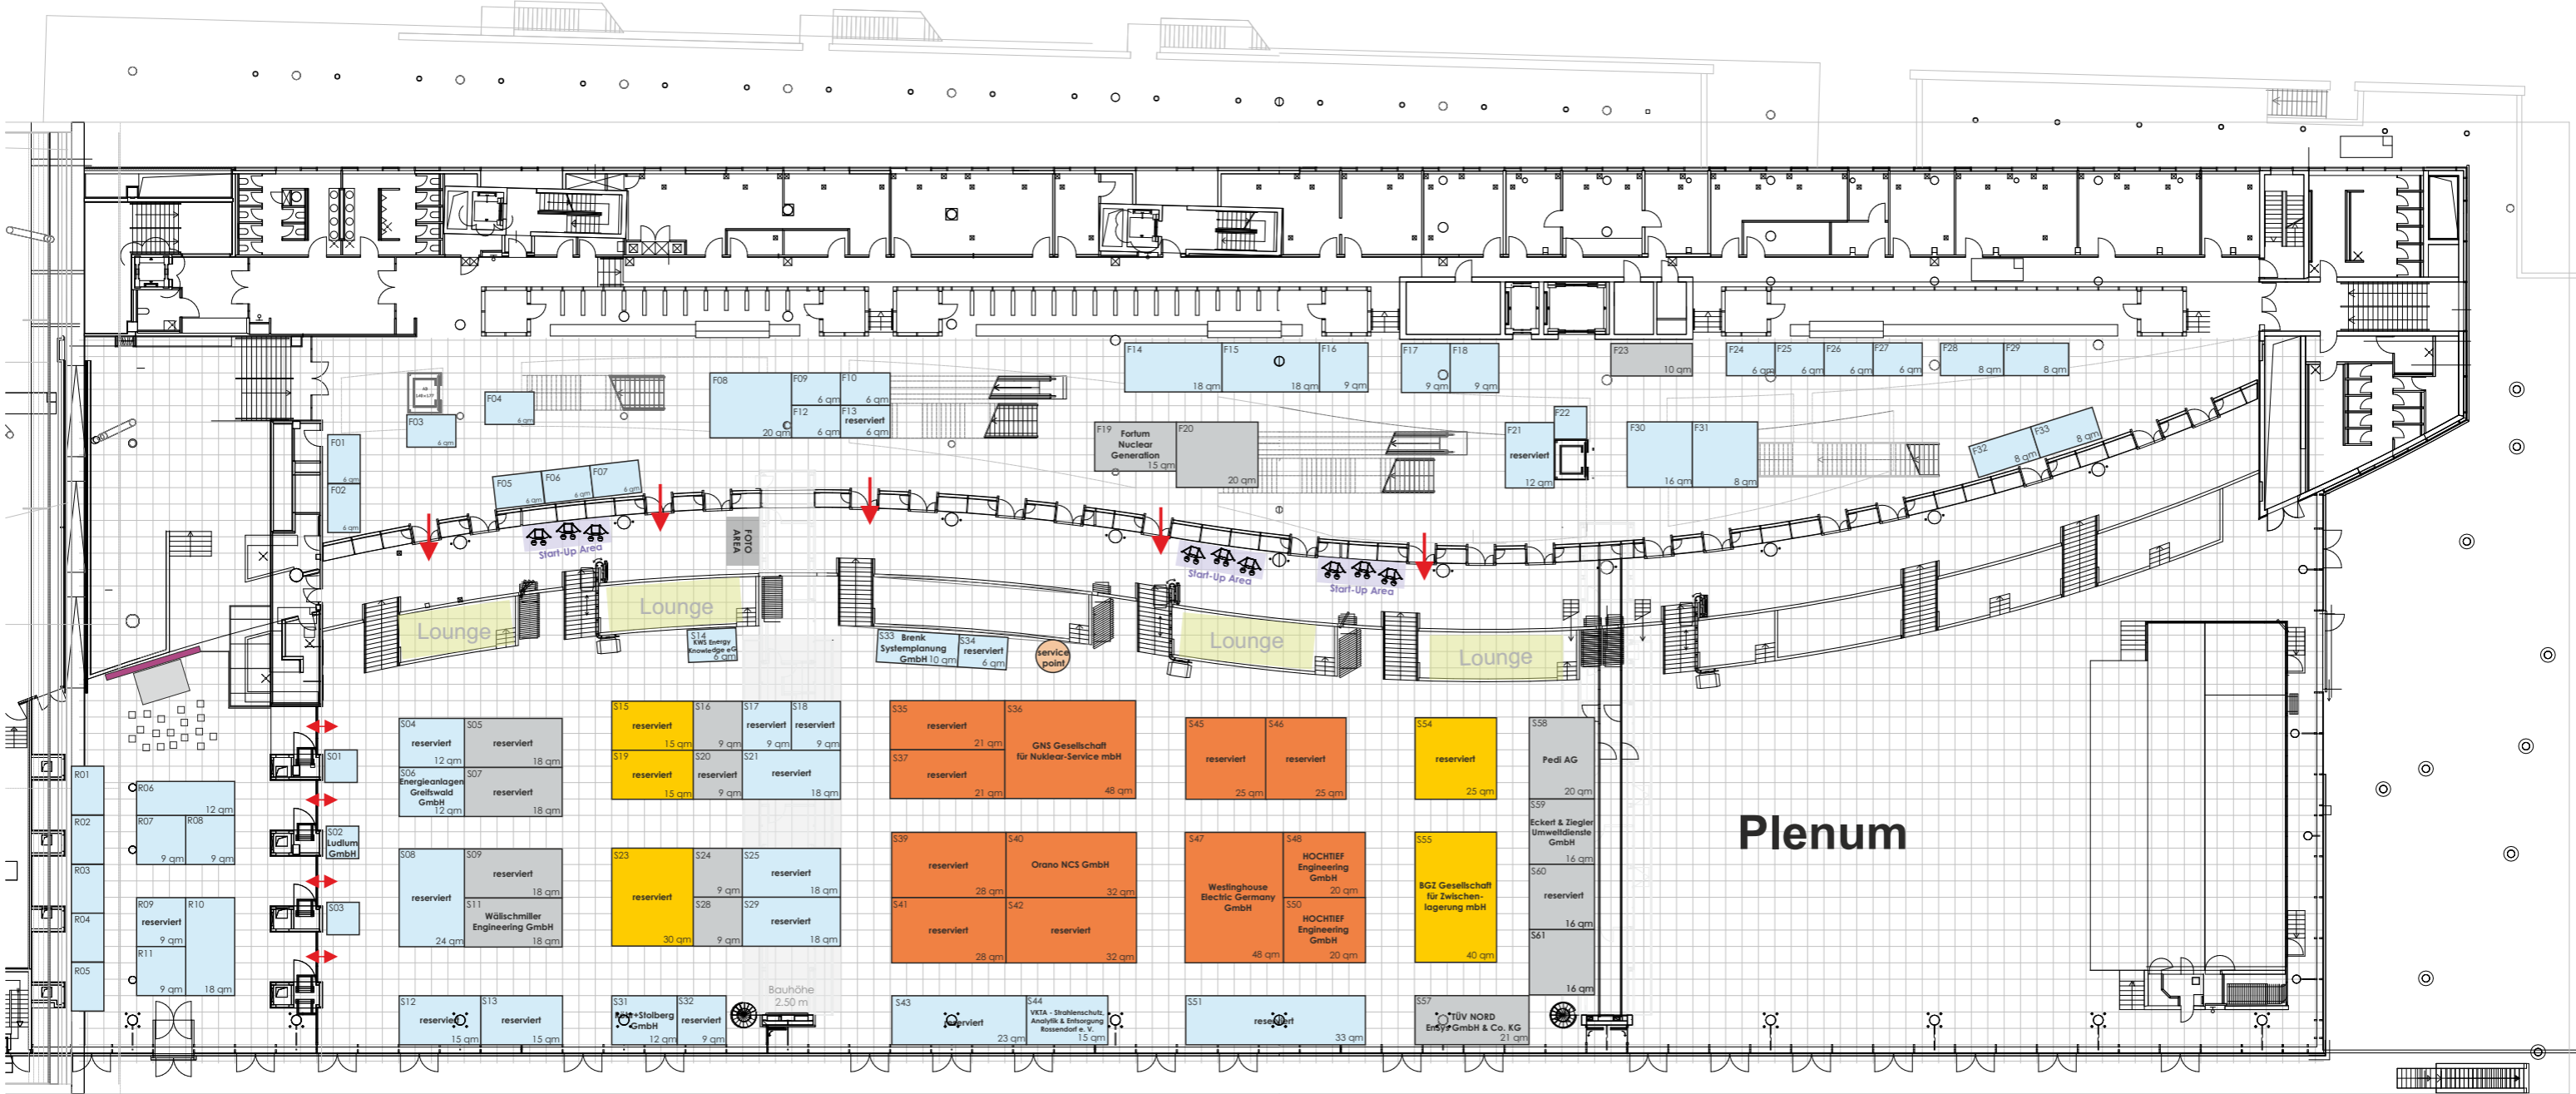 F14
18 qm
F15
18 qm
F16
9 qm
F17
9 qm
F18
9 qm
F23
10 qm
F24
6 qm
F25
6 qm
F26
6 qm
F27
6 qm
F28
8 qm
F29
8 qm
F01
6 qm
F02
6 qm
F03
6 qm
F04
6 qm
F05
6 qm
F06
6 qm
F07
6 qm
F08
20 qm
F09
6 qm
F10
6 qm
F12
6 qm
F13
reserviert
6 qm
F19
Fortum
Nuclear
Generation
15 qm
F20
20 qm
F21
reserviert
12 qm
F22
F30
16 qm
F31
8 qm
F32
8 qm
F33
8 qm
Start-Up Area
FOTO
AREA
Start-Up Area
Start-Up Area
Lounge
Lounge
Lounge
Lounge
S14
KWS Energy
Knowledge eG
6 qm
S33
Brenk
Systemplanung
GmbH 10 qm
S34
reserviert
6 qm
service
point
S04
reserviert
12 qm
S05
reserviert
18 qm
S06
Energieanlagen
Greifswald
GmbH
12 qm
S07
reserviert
18 qm
S15
reserviert
15 qm
S16
9 qm
S17
reserviert
9 qm
S18
reserviert
9 qm
S19
reserviert
15 qm
S20
reserviert
9 qm
S21
reserviert
18 qm
S35
reserviert
21 qm
S36
GNS Gesellschaft
für Nuklear-Service mbH
48 qm
S37
reserviert
21 qm
S45
reserviert
25 qm
S46
reserviert
25 qm
S54
reserviert
25 qm
S58
Pedi AG
20 qm
S59
Eckert & Ziegler
Umweltdienste
GmbH
16 qm
S60
reserviert
16 qm
S61
16 qm
Plenum
S01
S02
Ludlum
GmbH
S03
R01
R02
R03
R04
R05
R06
12 qm
R07
9 qm
R08
9 qm
R09
reserviert
9 qm
R10
18 qm
R11
9 qm
S08
reserviert
24 qm
S09
reserviert
18 qm
S11
Wälischmiller
Engineering GmbH
18 qm
S23
reserviert
30 qm
S24
9 qm
S25
reserviert
18 qm
S28
9 qm
S29
reserviert
18 qm
S39
reserviert
28 qm
S40
Orano NCS GmbH
32 qm
S41
reserviert
28 qm
S42
reserviert
32 qm
S47
Westinghouse
Electric Germany
GmbH
48 qm
S48
HOCHTIEF
Engineering
GmbH
20 qm
S50
HOCHTIEF
Engineering
GmbH
20 qm
S55
BGZ Gesellschaft
für Zwischen-
lagerung mbH
40 qm
Bauhöhe
2.50 m
S12
reserviert
15 qm
S13
reserviert
15 qm
S31
+Stolberg
GmbH
12 qm
S32
reserviert
9 qm
S43
reserviert
23 qm
S44
VKTA - Strahlenschutz,
Analytik & Entsorgung
Rossendorf e. V.
15 qm
S51
reserviert
33 qm
S57
TÜV NORD
EnSys GmbH & Co. KG
21 qm